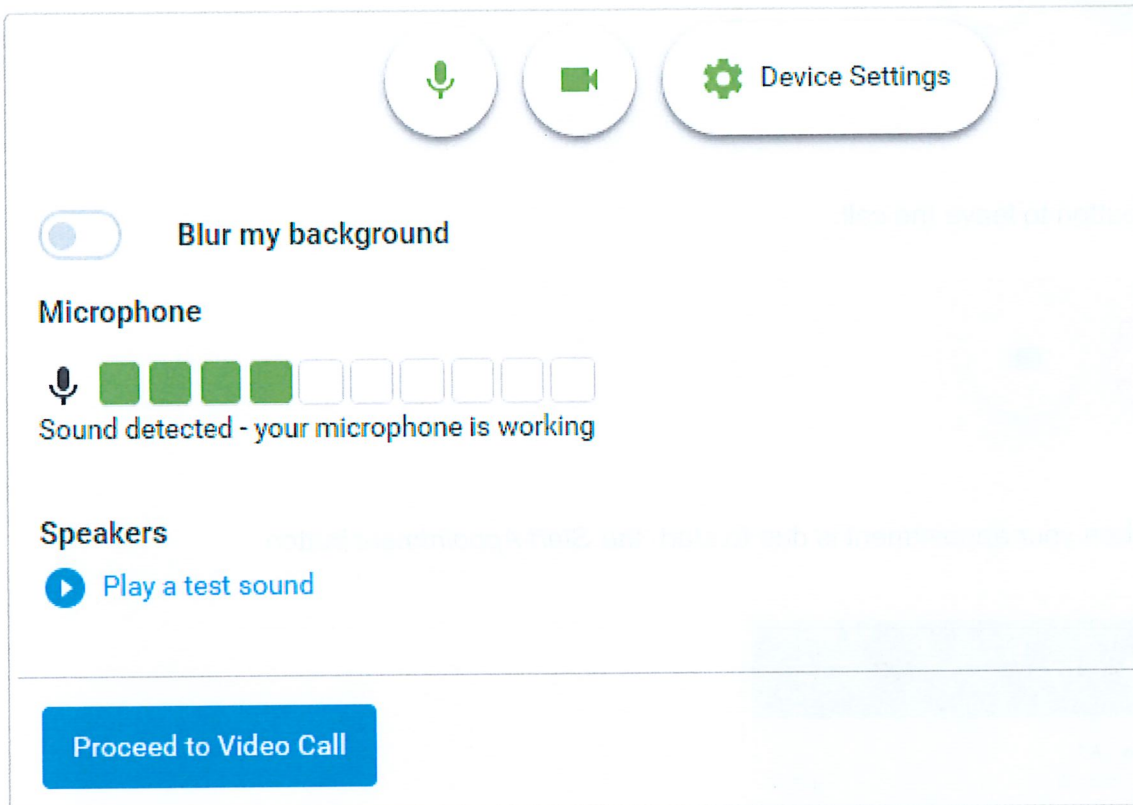 Device Settings
Blur my background
Microphone
Sound detected - your microphone is working
Speakers
Play a test sound
Proceed to Video Call